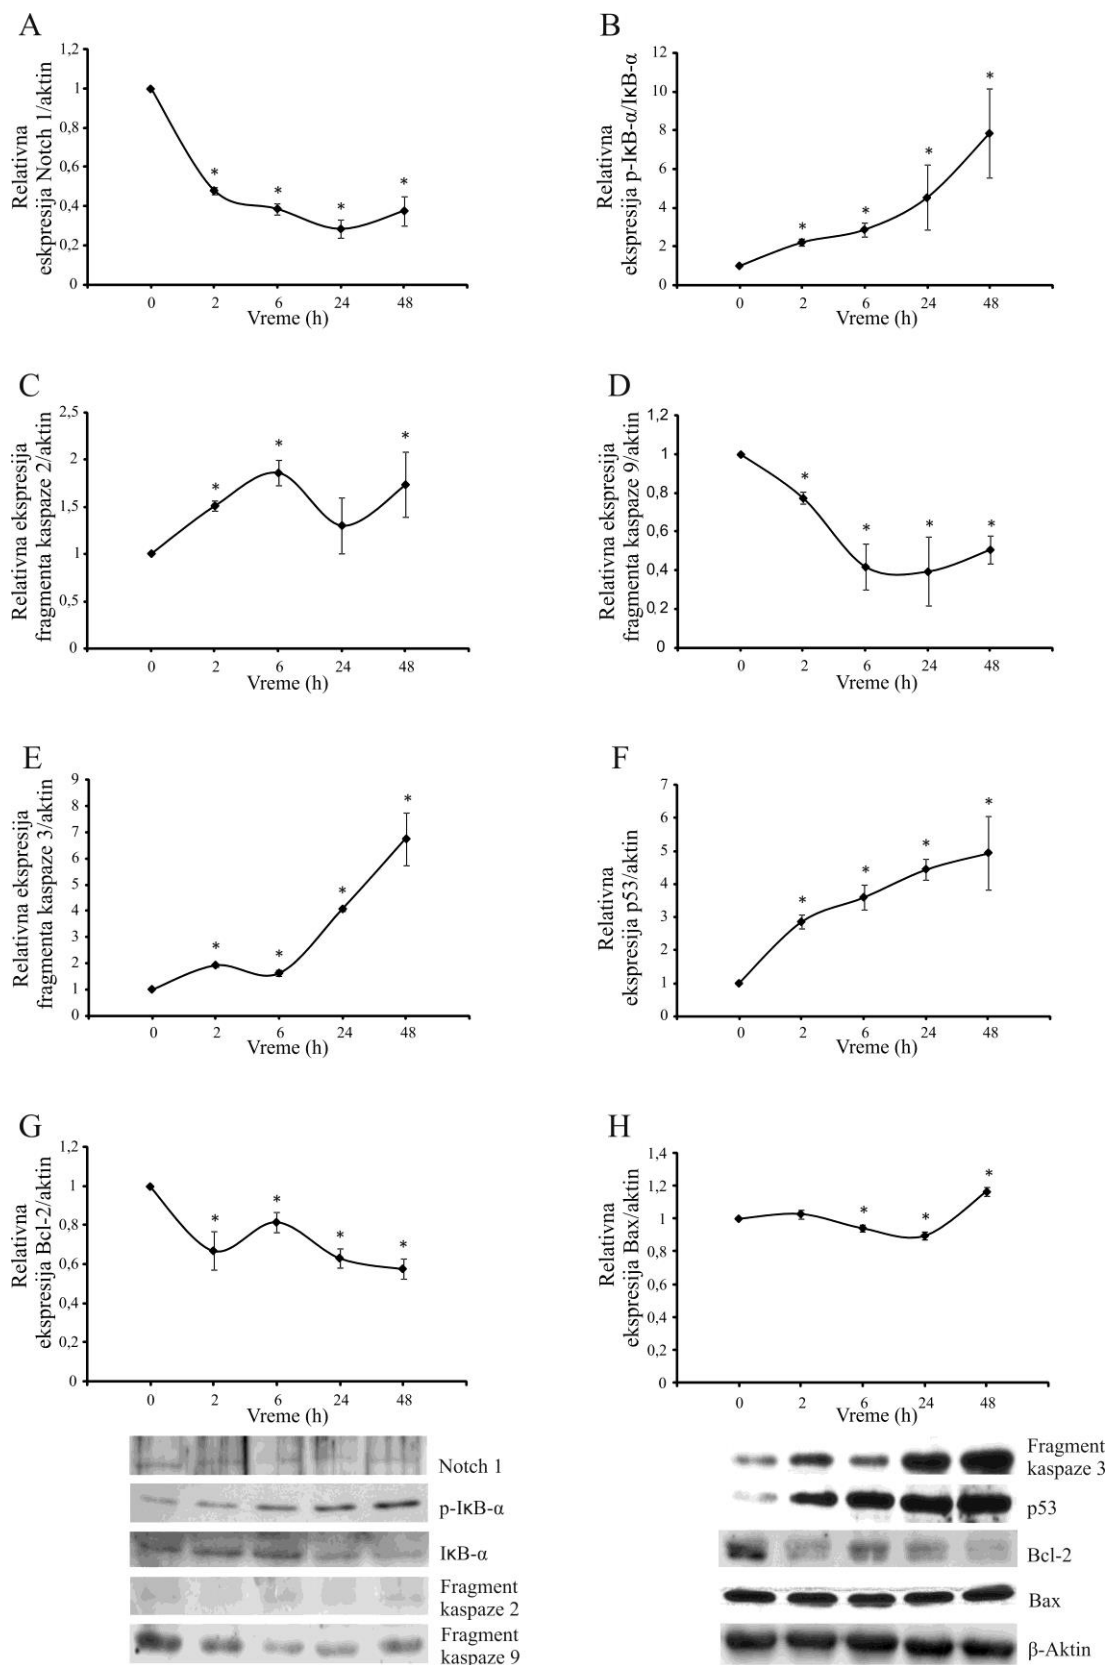 A
Relativna
eskpresija Notch 1/aktin
1,2
1
0,8
0,6
0,4
0,2
0
*
*
*
*
0
2
6
24
48
Vreme (h)
B
Relativna
ekspresija p-IκB-α/IκB-α
12
10
8
6
4
2
0
*
*
*
*
0
2
6
24
48
Vreme (h)
C
Relativna ekspresija
fragmenta kaspaze 2/aktin
2,5
2
1,5
1
0,5
0
*
*
*
0
2
6
24
48
Vreme (h)
D
Relativna ekspresija
fragmenta kaspaze 9/aktin
1,2
1
0,8
0,6
0,4
0,2
0
*
*
*
*
0
2
6
24
48
Vreme (h)
E
Relativna ekspresija
fragmenta kaspaze 3/aktin
9
8
7
6
5
4
3
2
1
0
*
*
*
*
0
2
6
24
48
Vreme (h)
F
Relativna
ekspresija p53/aktin
7
6
5
4
3
2
1
0
*
*
*
*
0
2
6
24
48
Vreme (h)
G
Relativna
ekspresija Bcl-2/aktin
1,2
1
0,8
0,6
0,4
0,2
0
*
*
*
*
0
2
6
24
48
Vreme (h)
H
Relativna
ekspresija Bax/aktin
1,4
1,2
1
0,8
0,6
0,4
0,2
0
*
*
*
0
2
6
24
48
Vreme (h)
Notch 1
p-IκB-α
IκB-α
Fragment
kaspaze 2
Fragment
kaspaze 9
Fragment
kaspaze 3
p53
Bcl-2
Bax
β-Aktin